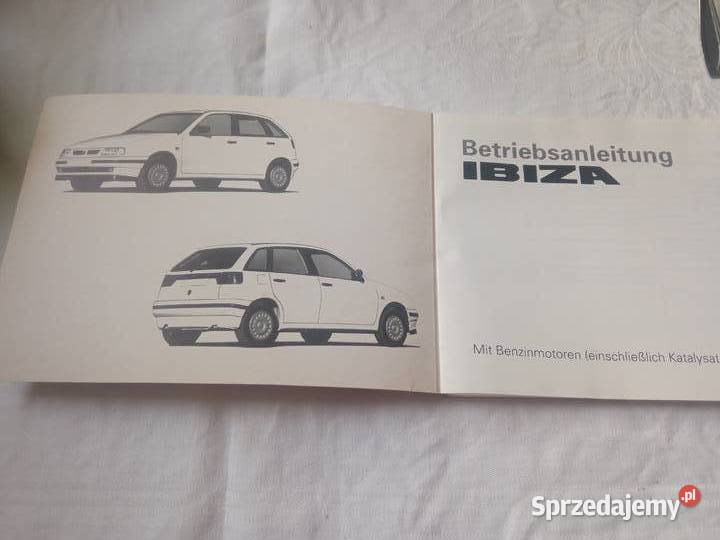 Betriebsanleitung
IBIZA
Mit Benzinmotoren (einschließlich Katalysat
Sprzedajemy.pl